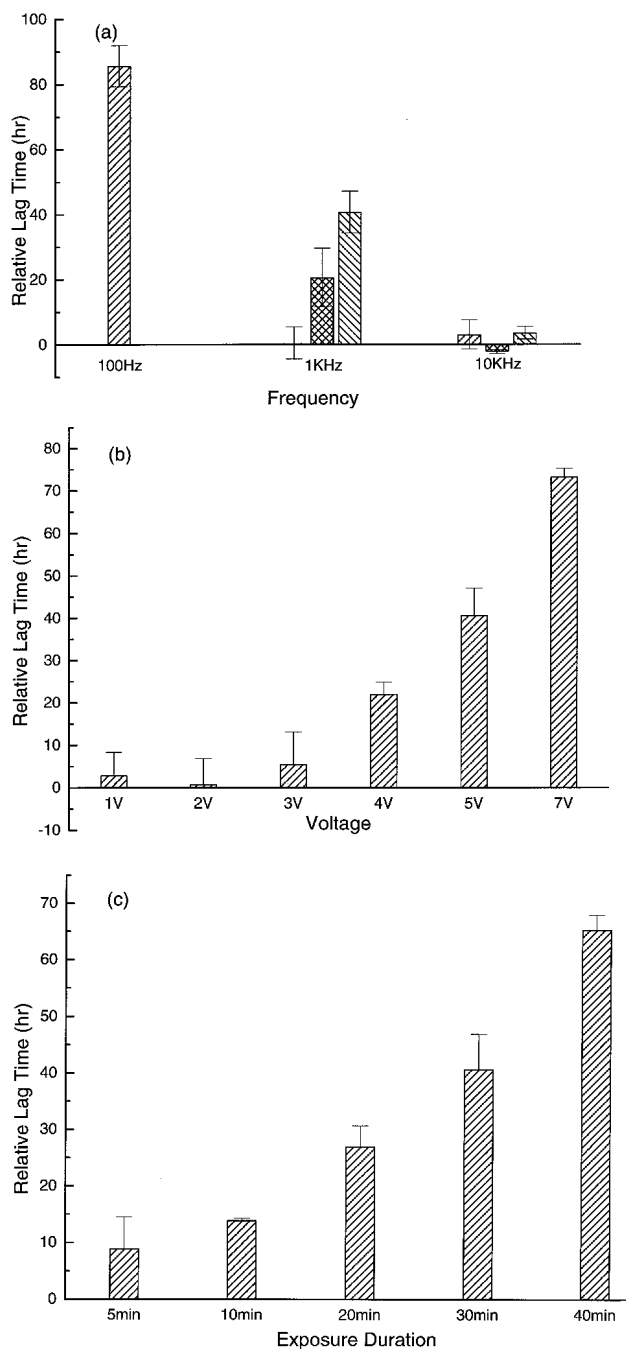 (a)
100
80
60
40
20
0
Relative Lag Time (hr)
100Hz 1KHz 10KHz
Frequency
(b)
80
70
60
50
40
30
20
10
0
-10
Relative Lag Time (hr)
1V 2V 3V 4V 5V 7V
Voltage
(c)
70
60
50
40
30
20
10
0
Relative Lag Time (hr)
5min 10min 20min 30min 40min
Exposure Duration